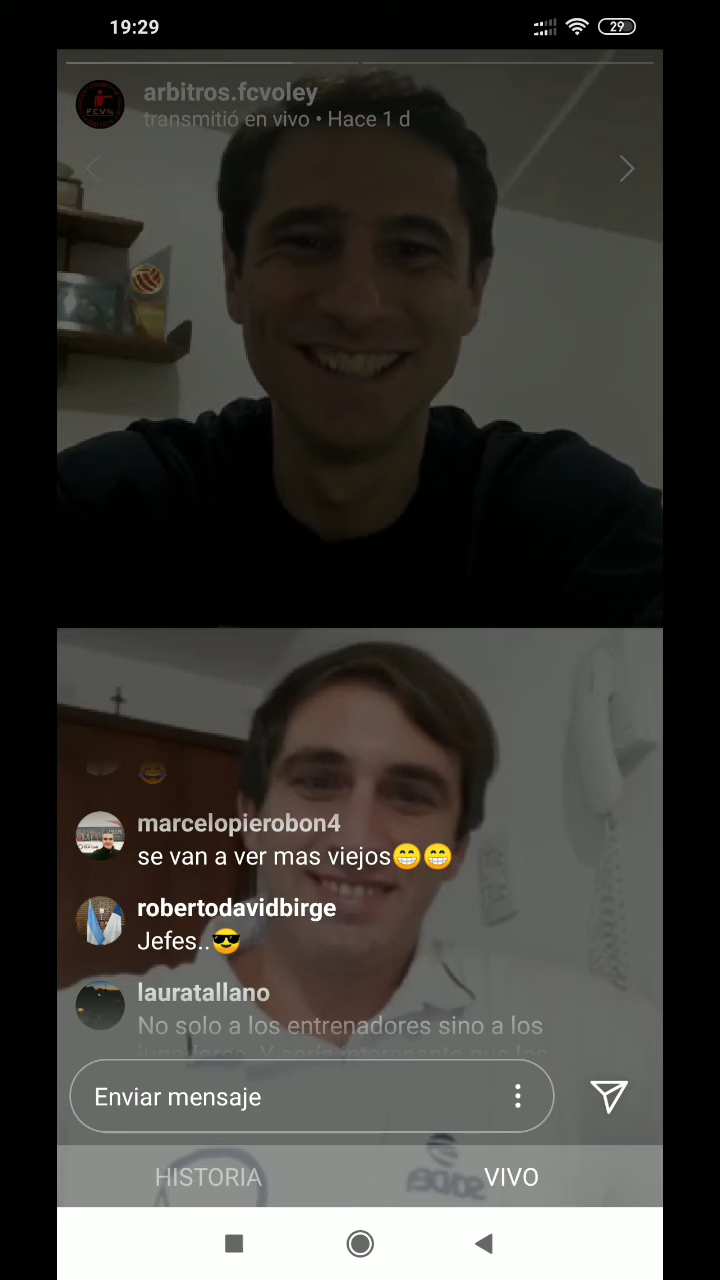 19:29
29
arbitros.fcvoley
transmitió en vivo • Hace 1 d
marcelopierobon4
se van a ver mas viejos😁😁
robertodavidbirge
Jefes..😎
lauratallano
No solo a los entrenadores sino a los
Enviar mensaje
HISTORIA
VIVO